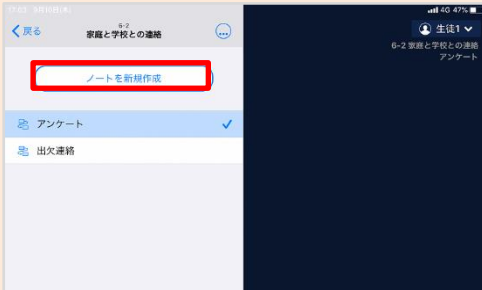 4G 47%
戻る
6-2
家庭と学校との連絡
生徒1
6-2 家庭と学校との連絡
アンケート
ノートを新規作成
アンケート
出欠連絡